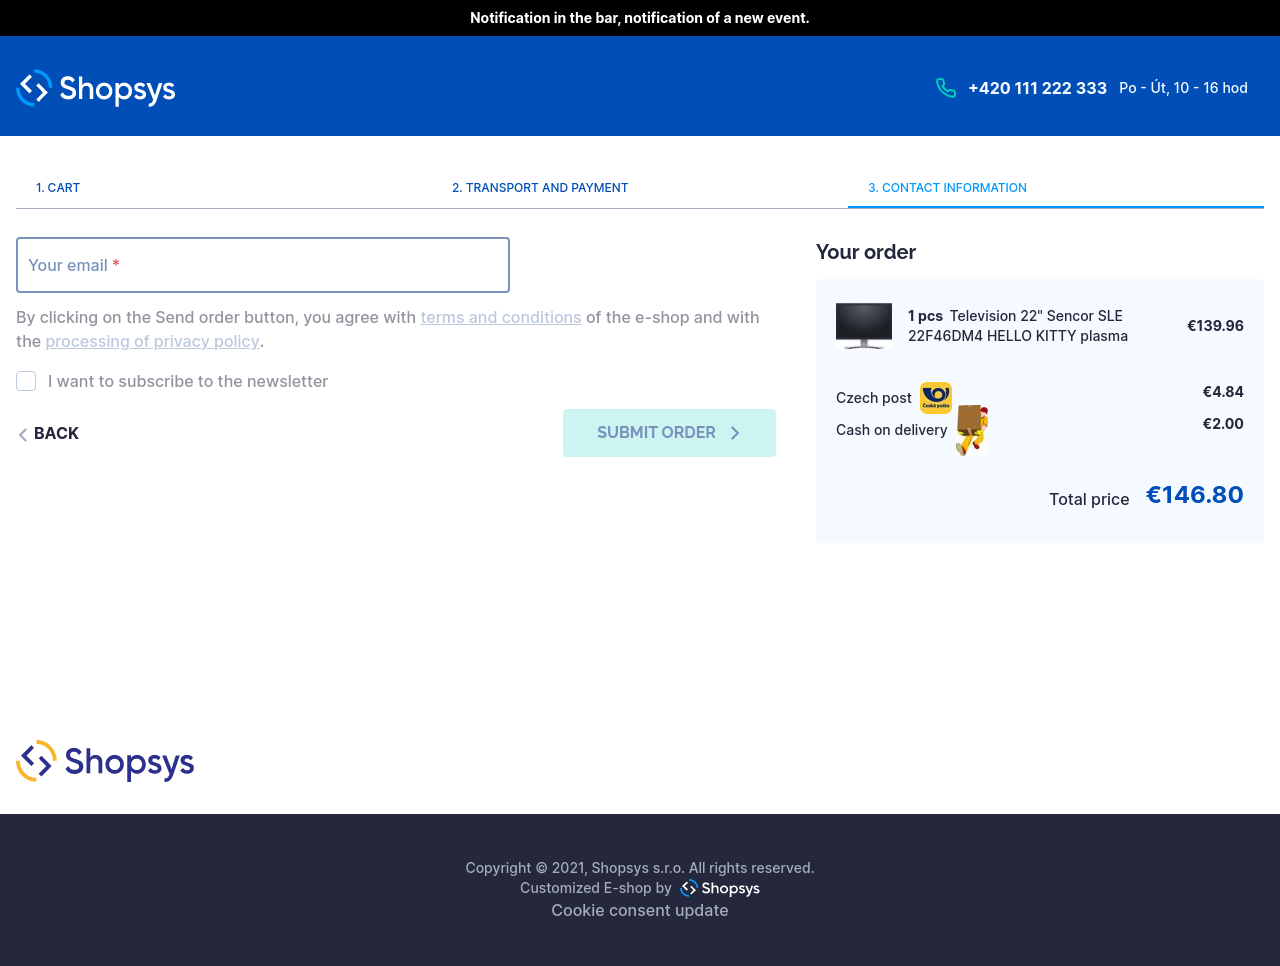 Notification in the bar, notification of a new event.
Shopsys
+420 111 222 333 Po - Út, 10 - 16 hod
1. CART
2. TRANSPORT AND PAYMENT
3. CONTACT INFORMATION
Your email *
By clicking on the Send order button, you agree with terms and conditions of the e-shop and with
the processing of privacy policy.
I want to subscribe to the newsletter
BACK
SUBMIT ORDER
Your order
1 pcs Television 22" Sencor SLE
22F46DM4 HELLO KITTY plasma
€139.96
Czech post
Česká pošta
€4.84
Cash on delivery
€2.00
Total price €146.80
Shopsys
Copyright © 2021, Shopsys s.r.o. All rights reserved.
Customized E-shop by Shopsys
Cookie consent update